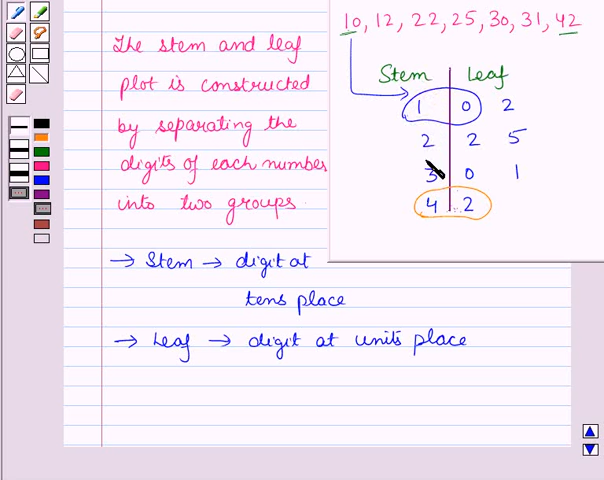 The stem and leaf
plot is constructed
by separating the
digits of each number
into two groups
→ Stem → digit at
tens place
→ Leaf → digit at units place
10, 12, 22, 25, 30, 31, 42
Stem Leaf
1 0 2
2 2 5
3 0 1
4 2